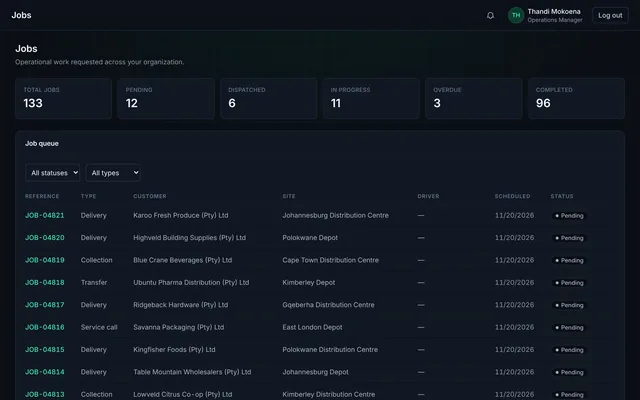 Jobs
TH
Thandi Mokoena
Operations Manager
Log out
Jobs
Operational work requested across your organization.
TOTAL JOBS PENDING DISPATCHED IN PROGRESS OVERDUE COMPLETED
133 12 6 11 3 96
Job queue
All statuses All types
REFERENCE TYPE CUSTOMER SITE DRIVER SCHEDULED STATUS
JOB-04821 Delivery Karoo Fresh Produce (Pty) Ltd Johannesburg Distribution Centre — 11/20/2026 Pending
JOB-04820 Delivery Highveld Building Supplies (Pty) Ltd Polokwane Depot — 11/20/2026 Pending
JOB-04819 Collection Blue Crane Beverages (Pty) Ltd Cape Town Distribution Centre — 11/20/2026 Pending
JOB-04818 Transfer Ubuntu Pharma Distribution (Pty) Ltd Kimberley Depot — 11/20/2026 Pending
JOB-04817 Delivery Ridgeback Hardware (Pty) Ltd Gqeberha Distribution Centre — 11/20/2026 Pending
JOB-04816 Service call Savanna Packaging (Pty) Ltd East London Depot — 11/20/2026 Pending
JOB-04815 Delivery Kingfisher Foods (Pty) Ltd Polokwane Distribution Centre — 11/20/2026 Pending
JOB-04814 Delivery Table Mountain Wholesalers (Pty) Ltd Johannesburg Depot — 11/20/2026 Pending
JOB-04813 Collection Lowveld Citrus Co-op (Pty) Ltd Kimberley Distribution Centre — 11/20/2026 Pending